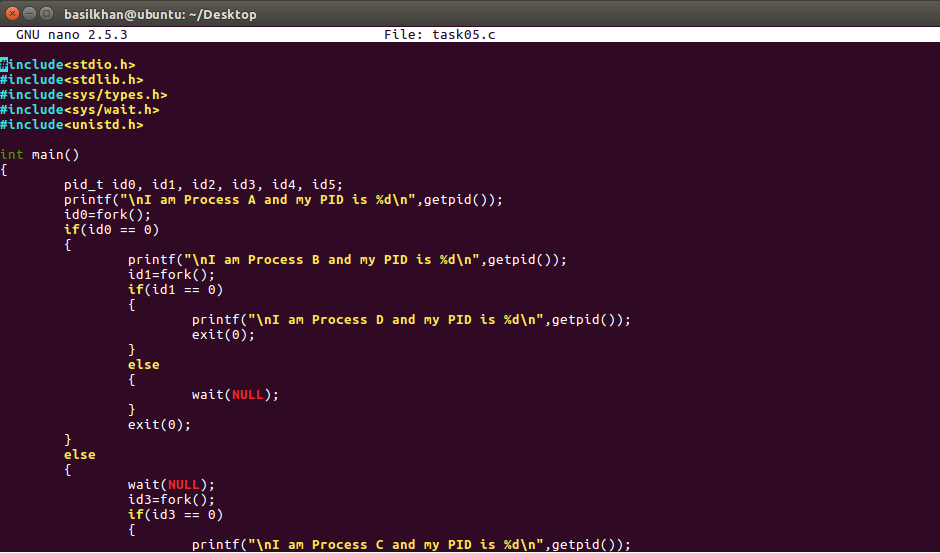 basilkhan@ubuntu: ~/Desktop
GNU nano 2.5.3 File: task05.c
#include<stdio.h>
#include<stdlib.h>
#include<sys/types.h>
#include<sys/wait.h>
#include<unistd.h>
int main()
{
pid_t id0, id1, id2, id3, id4, id5;
printf("\nI am Process A and my PID is %d\n",getpid());
id0=fork();
if(id0 == 0)
{
printf("\nI am Process B and my PID is %d\n",getpid());
id1=fork();
if(id1 == 0)
{
printf("\nI am Process D and my PID is %d\n",getpid());
exit(0);
}
else
{
wait(NULL);
}
exit(0);
}
else
{
wait(NULL);
id3=fork();
if(id3 == 0)
{
printf("\nI am Process C and my PID is %d\n",getpid());